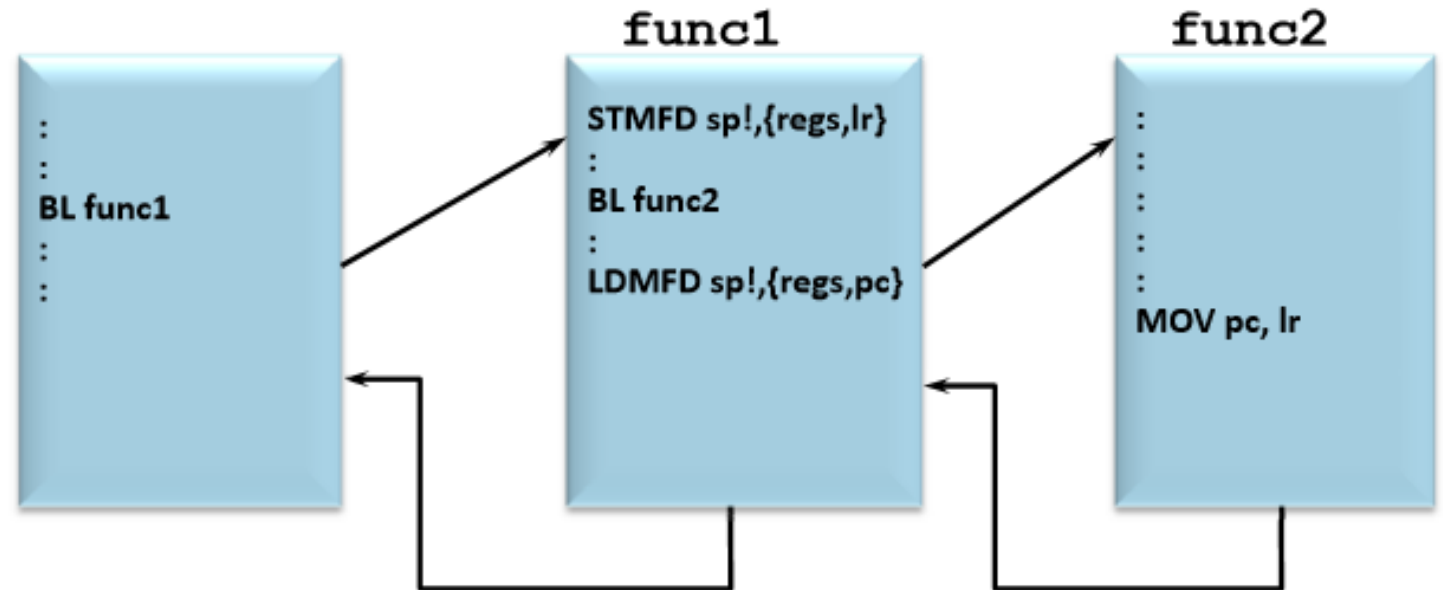 :
:
BL func1
:
:
func1
STMFD sp!,{regs,lr}
:
BL func2
:
LDMFD sp!,{regs,pc}
func2
:
:
:
:
:
MOV pc, lr